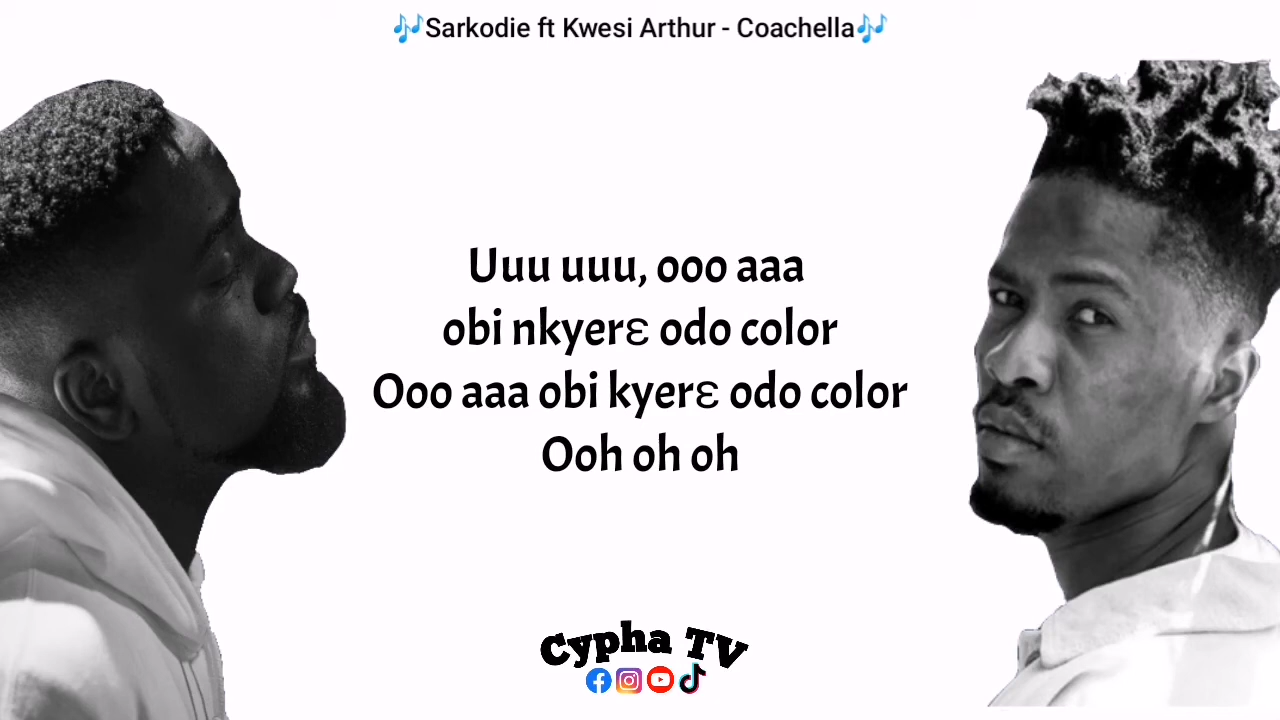 🎶Sarkodie ft Kwesi Arthur - Coachella🎶
Uuu uuu, ooo aaa
obi nkyerɛ odo color
Ooo aaa obi kyerɛ odo color
Ooh oh oh
Cypha TV